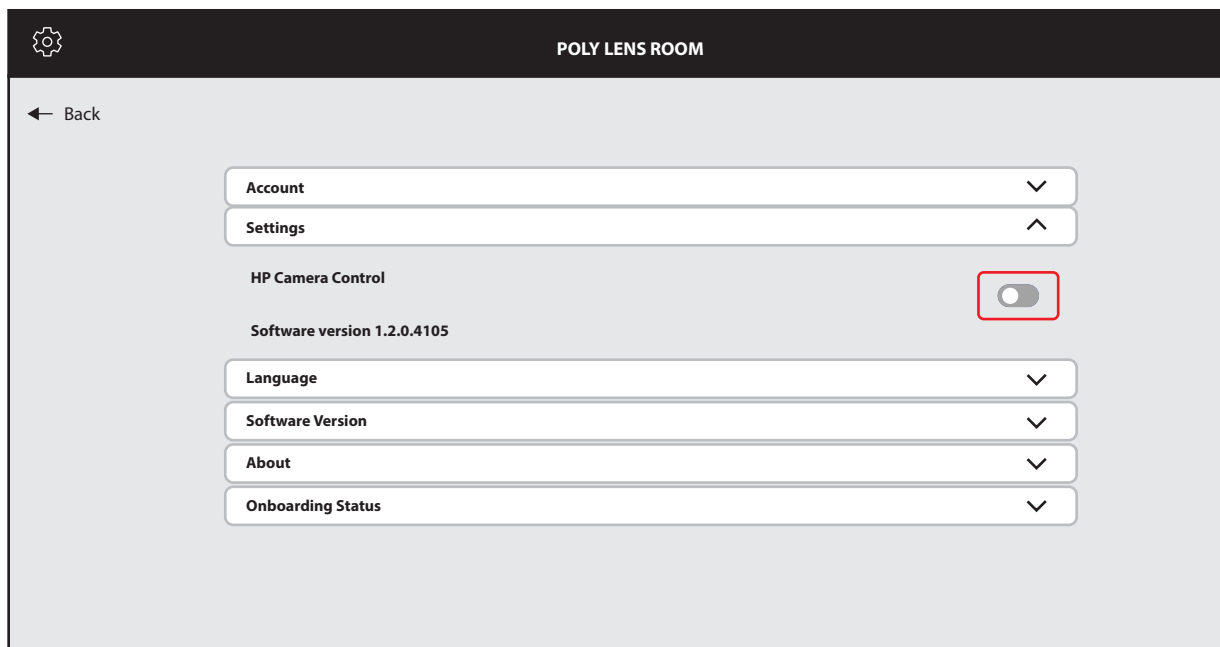 POLY LENS ROOM
Back
Account
Settings
HP Camera Control
Software version 1.2.0.4105
Language
Software Version
About
Onboarding Status